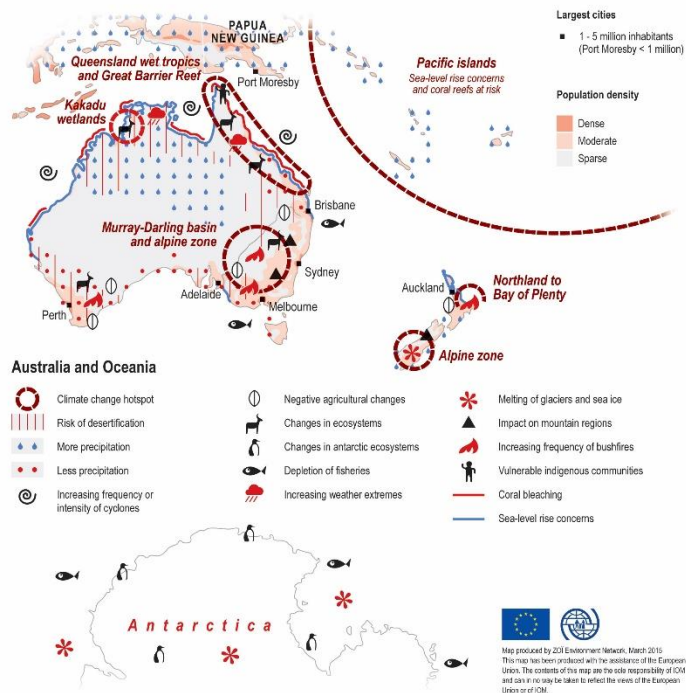 PAPUA
NEW GUINEA
Largest cities
1 - 5 million inhabitants
(Port Moresby < 1 million)
Queensland wet tropics
and Great Barrier Reef
Port Moresby
Pacific islands
Sea-level rise concerns
and coral reefs at risk
Population density
Dense
Moderate
Sparse
Kakadu
wetlands
Brisbane
Murray-Darling basin
and alpine zone
Sydney
Adelaide
Melbourne
Perth
Auckland
Northland to
Bay of Plenty
Alpine zone
Australia and Oceania
Climate change hotspot
Risk of desertification
More precipitation
Less precipitation
Increasing frequency or
intensity of cyclones
Negative agricultural changes
Changes in ecosystems
Changes in antarctic ecosystems
Depletion of fisheries
Increasing weather extremes
Melting of glaciers and sea ice
Impact on mountain regions
Increasing frequency of bushfires
Vulnerable indigenous communities
Coral bleaching
Sea-level rise concerns
Antarctica
Map produced by ZOÏ Environment Network, March 2015
This map has been produced with the assistance of the European
Union. The contents of this map are the sole responsibility of IOM
and can in no way be taken to reflect the views of the European
Union or of IOM.